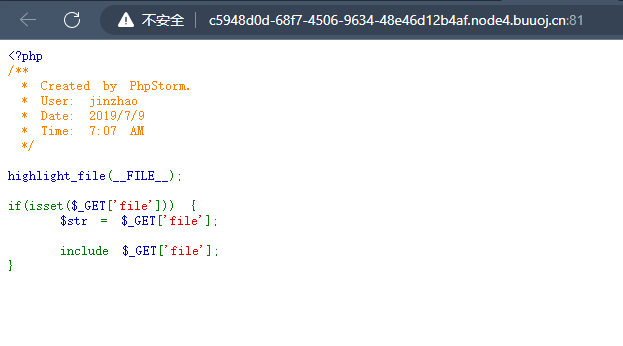 不安全 c5948d0d-68f7-4506-9634-48e46d12b4af.node4.buuoj.cn:81
<?php
/**
 * Created by PhpStorm.
 * User: jinzhao
 * Date: 2019/7/9
 * Time: 7:07 AM
 */
highlight_file(__FILE__);
if(isset($_GET['file'])) {
$str = $_GET['file'];
include $_GET['file'];
}